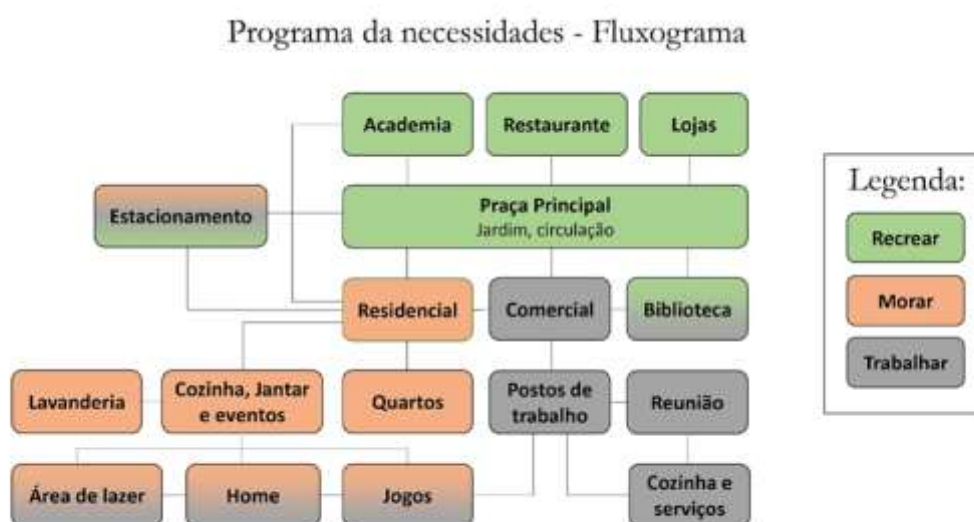 Programa da necessidades - Fluxograma
Academia
Restaurante
Lojas
Estacionamento
Praça Principal
Jardim, circulação
Residencial
Comercial
Biblioteca
Lavanderia
Cozinha, Jantar
e eventos
Quartos
Postos de
trabalho
Reunião
Área de lazer
Home
Jogos
Cozinha e
serviços
Legenda:
Recrear
Morar
Trabalhar